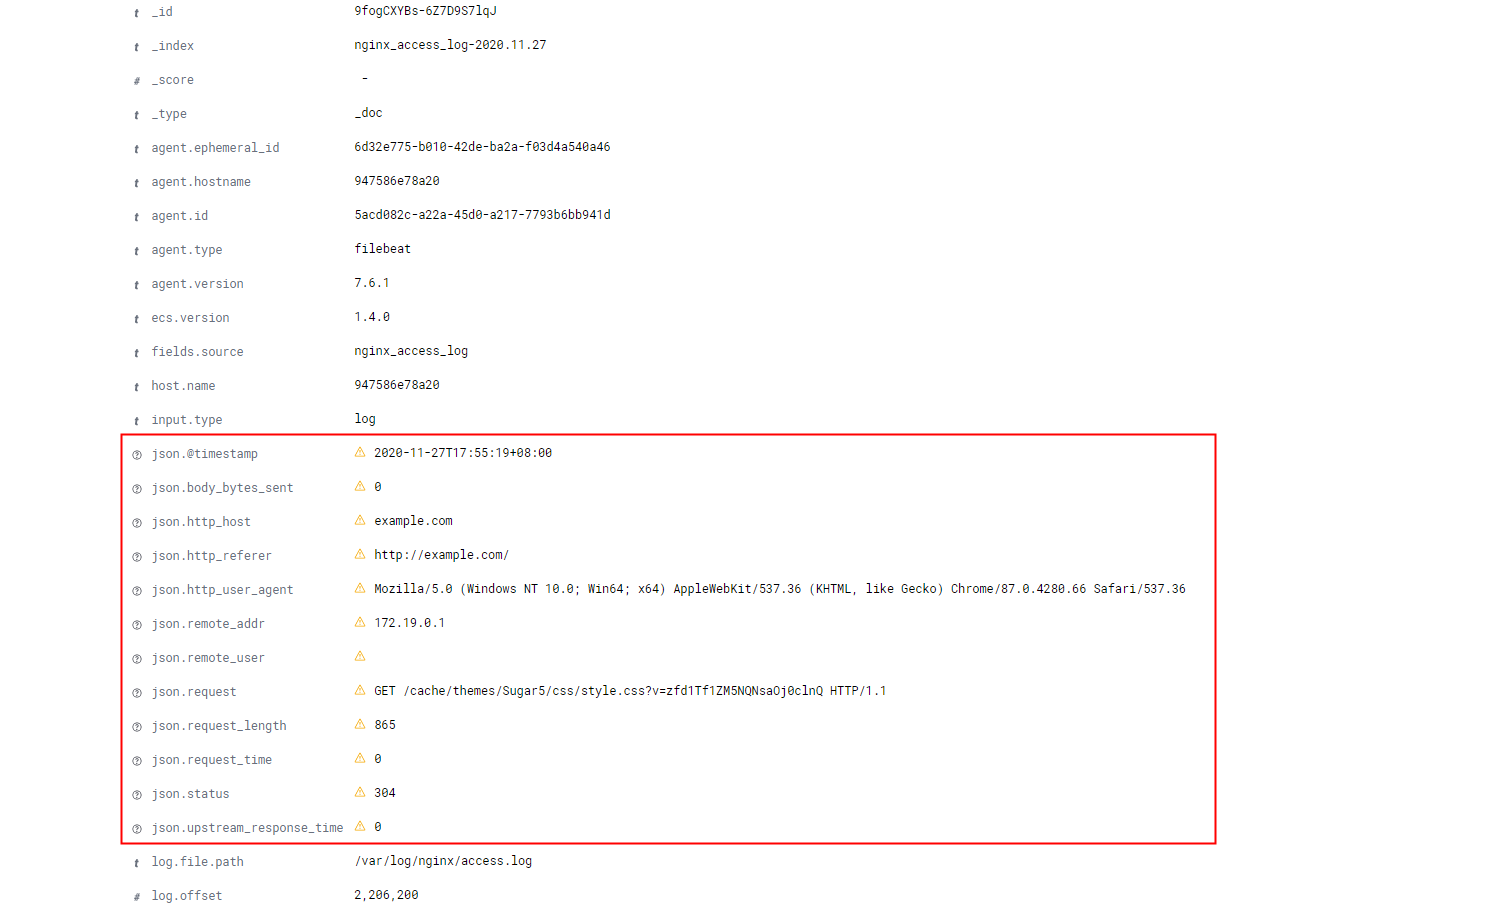 t _id 9fogCXYBs-6Z7D9S7lqJ
t _index nginx_access_log-2020.11.27
# _score -
t _type _doc
t agent.ephemeral_id 6d32e775-b010-42de-ba2a-f03d4a540a46
t agent.hostname 947586e78a20
t agent.id 5acd082c-a22a-45d0-a217-7793b6bb941d
t agent.type filebeat
t agent.version 7.6.1
t ecs.version 1.4.0
t fields.source nginx_access_log
t host.name 947586e78a20
t input.type log
? json.@timestamp 2020-11-27T17:55:19+08:00
? json.body_bytes_sent 0
? json.http_host example.com
? json.http_referer http://example.com/
? json.http_user_agent Mozilla/5.0 (Windows NT 10.0; Win64; x64) AppleWebKit/537.36 (KHTML, like Gecko) Chrome/87.0.4280.66 Safari/537.36
? json.remote_addr 172.19.0.1
? json.remote_user
? json.request GET /cache/themes/Sugar5/css/style.css?v=zfd1Tf1ZM5NQNsaOj0clnQ HTTP/1.1
? json.request_length 865
? json.request_time 0
? json.status 304
? json.upstream_response_time 0
t log.file.path /var/log/nginx/access.log
# log.offset 2,206,200